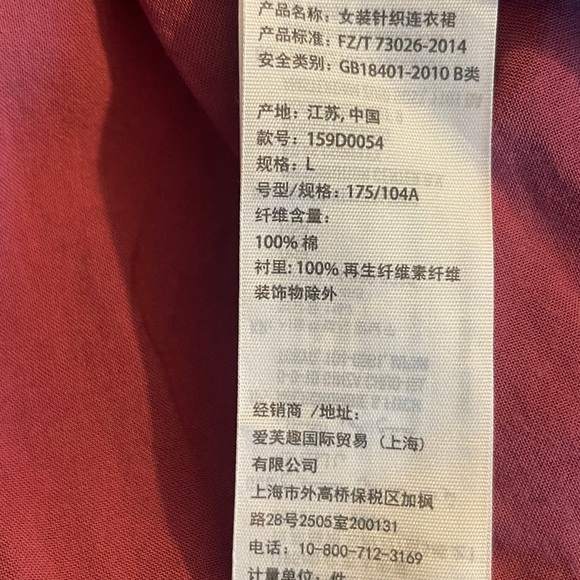 产品名称：女装针织连衣裙
产品标准：FZ/T 73026-2014
安全类别：GB18401-2010 B类
产地：江苏,中国
款号：159D0054
规格：L
号型/规格：175/104A
纤维含量：
100% 棉
衬里: 100% 再生纤维素纤维
装饰物除外
经销商 /地址：
爱芙趣国际贸易（上海）
有限公司
上海市外高桥保税区加枫
路28号2505室200131
电话：10-800-712-3169
计量单位：件